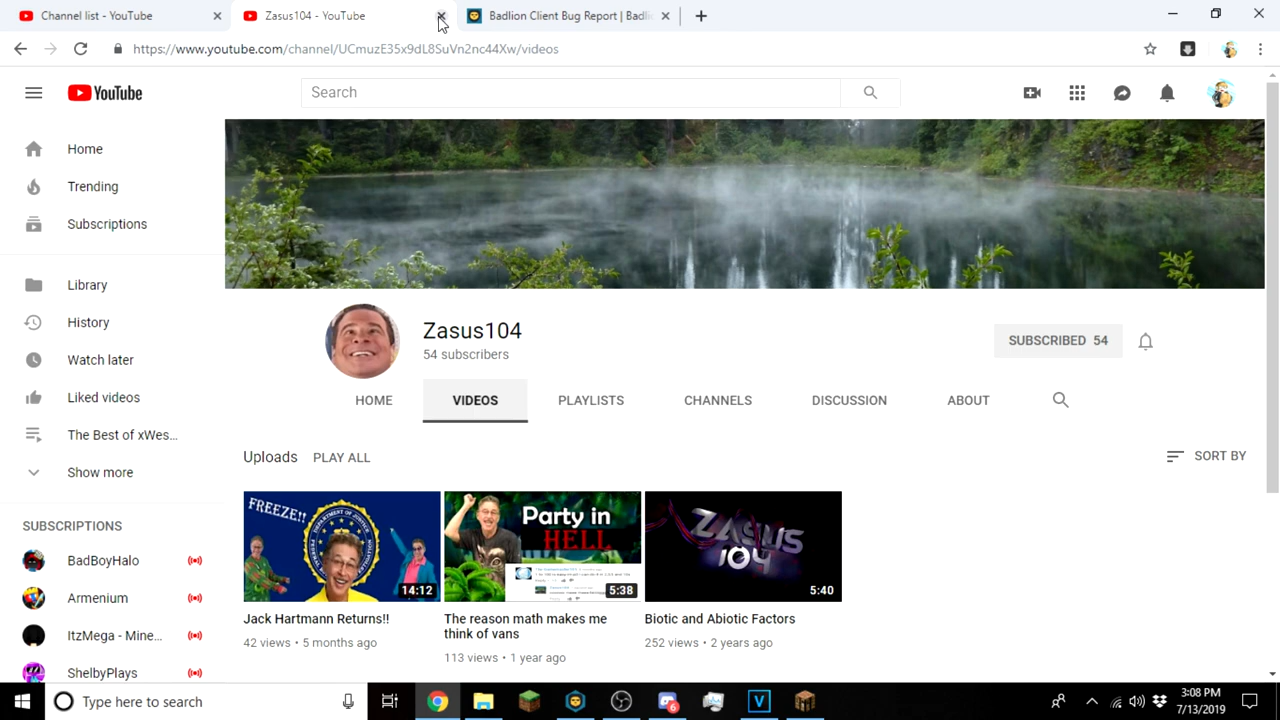 Channel list - YouTube
Zasus104 - YouTube
Badlion Client Bug Report | Badli
https://www.youtube.com/channel/UCmuzE35x9dL8SuVn2nc44Xw/videos
YouTube
Search
Home
Trending
Subscriptions
Library
History
Watch later
Liked videos
The Best of xWes...
Show more
SUBSCRIPTIONS
BadBoyHalo
Armenium
ItzMega - Mine...
ShelbyPlays
Zasus104
54 subscribers
SUBSCRIBED 54
HOME
VIDEOS
PLAYLISTS
CHANNELS
DISCUSSION
ABOUT
Uploads
PLAY ALL
SORT BY
FREEZE!!
14:12
Jack Hartmann Returns!!
42 views • 5 months ago
Party in
HELL
5:38
The reason math makes me
think of vans
113 views • 1 year ago
ZASUS
104
5:40
Biotic and Abiotic Factors
252 views • 2 years ago
Type here to search
6
V
3:08 PM
7/13/2019